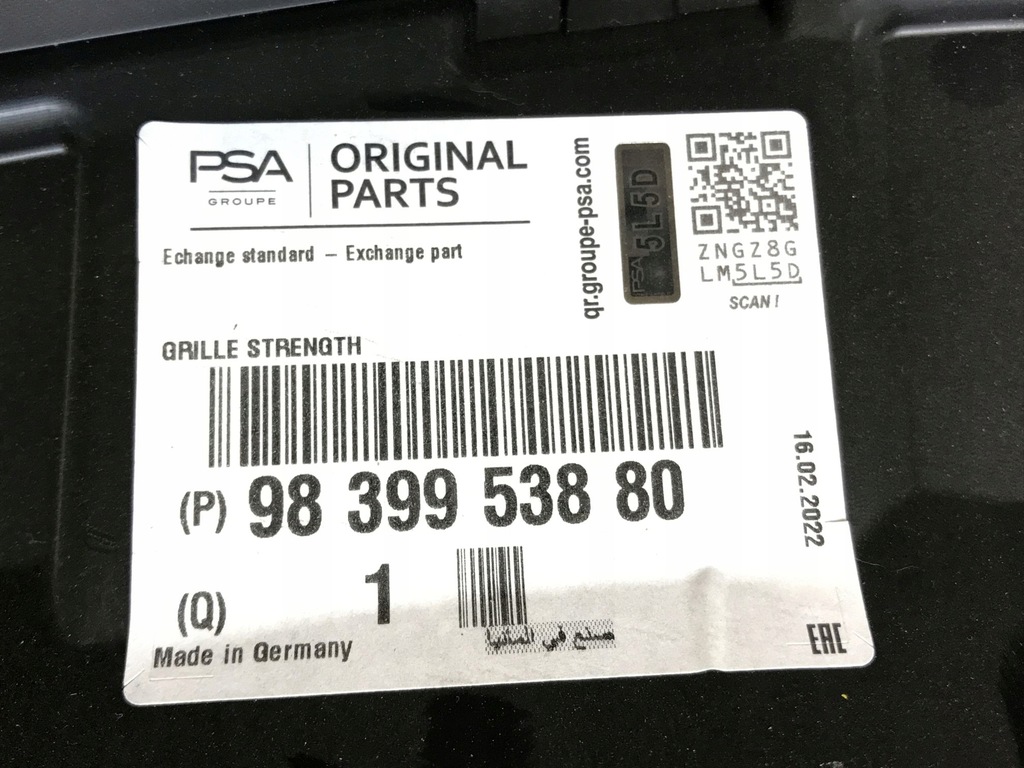 PSA
GROUPE
ORIGINAL
PARTS
Echange standard – Exchange part
qr.groupe-psa.com
PSA 5L5D
ZNGZ8G
LM5L5D
SCAN!
GRILLE STRENGTH
(P) 98 399 538 80
16.02.2022
(Q) 1
صنع في المانيا
Made in Germany
EAC